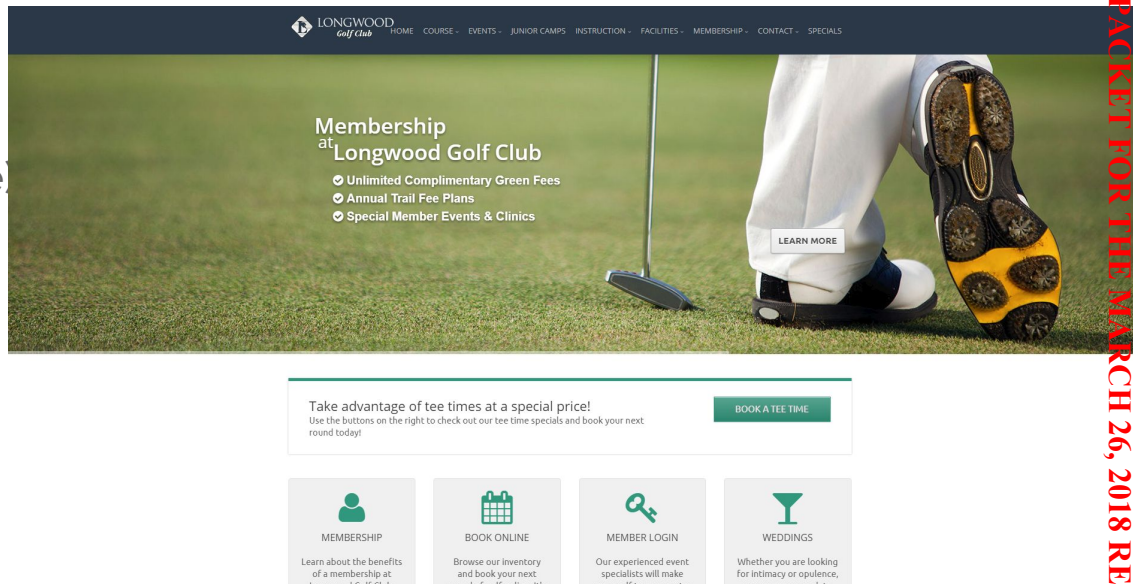 LONGWOOD
Golf Club
HOME COURSE EVENTS JUNIOR CAMPS INSTRUCTION FACILITIES MEMBERSHIP CONTACT SPECIALS
Membership
at Longwood Golf Club
Unlimited Complimentary Green Fees
Annual Trail Fee Plans
Special Member Events & Clinics
LEARN MORE
Take advantage of tee times at a special price!
Use the buttons on the right to check out our tee time specials and book your next
round today!
BOOK A TEE TIME
MEMBERSHIP
Learn about the benefits
of a membership at
BOOK ONLINE
Browse our inventory
and book your next
MEMBER LOGIN
Our experienced event
specialists will make
WEDDINGS
Whether you are looking
for intimacy or opulence,
PACKET FOR THE MARCH 26, 2018 RE